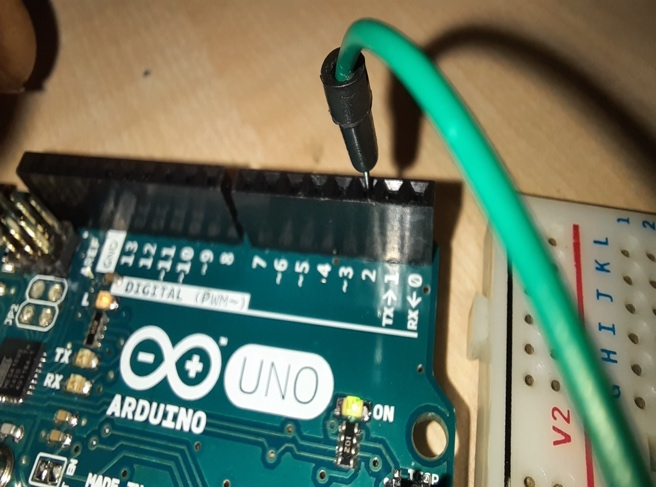 AREF
GND
13
12
~11
~10
~9
8
7
~6
~5
4
~3
2
TX→1
RX←0
DIGITAL (PWM~)
L
TX
RX
UNO
ARDUINO
ON
1
2
G H I J K L
V2